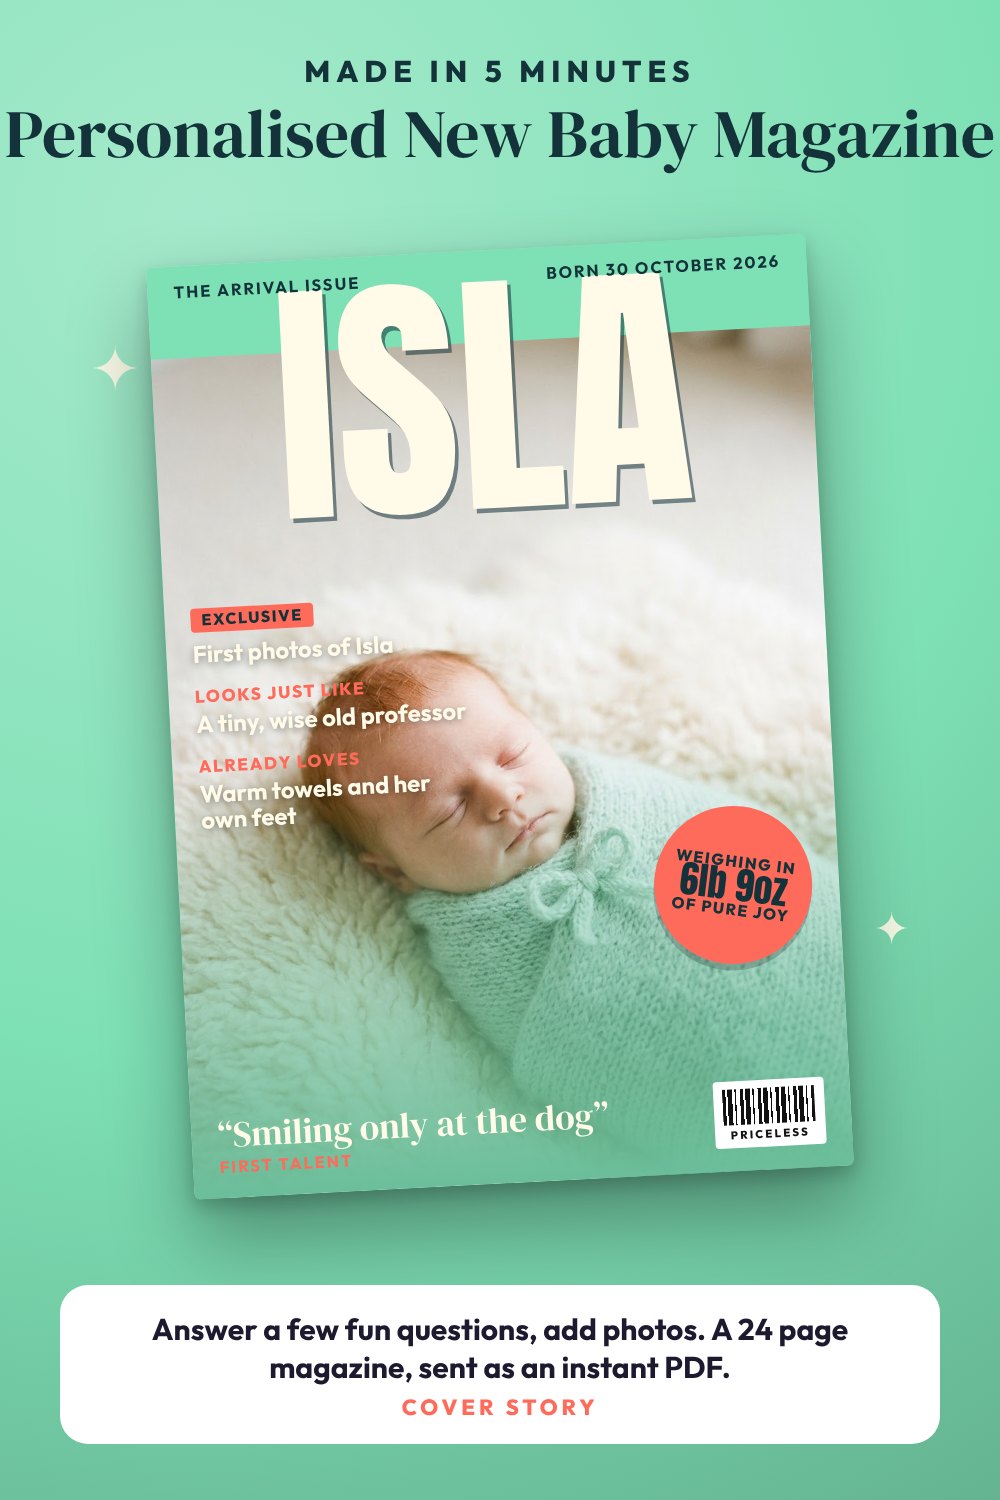 MADE IN 5 MINUTES
Personalised New Baby Magazine
THE ARRIVAL ISSUE
BORN 30 OCTOBER 2026
ISLA
EXCLUSIVE
First photos of Isla
LOOKS JUST LIKE
A tiny, wise old professor
ALREADY LOVES
Warm towels and her
own feet
WEIGHING IN
6lb 9oz
OF PURE JOY
“Smiling only at the dog”
FIRST TALENT
PRICELESS
Answer a few fun questions, add photos. A 24 page
magazine, sent as an instant PDF.
COVER STORY